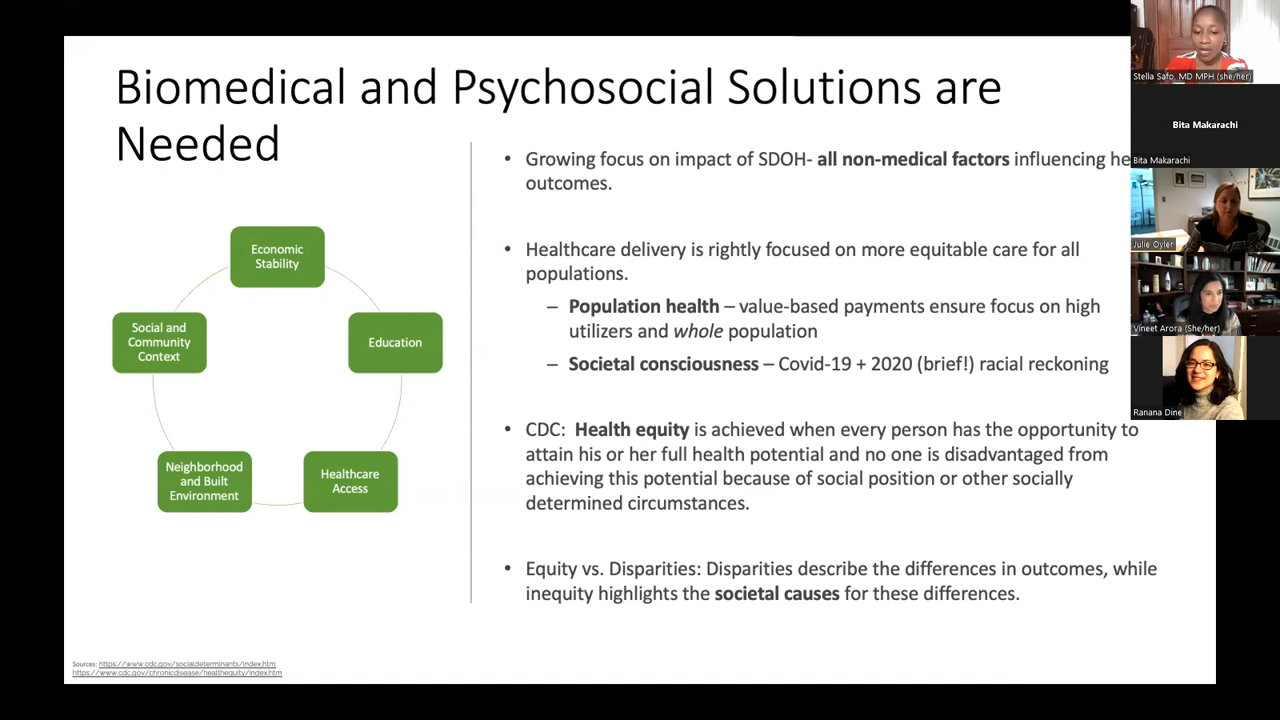 Biomedical and Psychosocial Solutions are
Needed
Economic
Stability
Social and
Community
Context
Education
Neighborhood
and Built
Environment
Healthcare
Access
• Growing focus on impact of SDOH- all non-medical factors influencing he
outcomes.
• Healthcare delivery is rightly focused on more equitable care for all
populations.
– Population health – value-based payments ensure focus on high
utilizers and whole population
– Societal consciousness – Covid-19 + 2020 (brief!) racial reckoning
• CDC: Health equity is achieved when every person has the opportunity to
attain his or her full health potential and no one is disadvantaged from
achieving this potential because of social position or other socially
determined circumstances.
• Equity vs. Disparities: Disparities describe the differences in outcomes, while
inequity highlights the societal causes for these differences.
Sources: https://www.cdc.gov/socialdeterminants/index.htm
https://www.cdc.gov/chronicdisease/healthequity/index.htm
Stella Safo, MD MPH (she/her)
Bita Makarachi
Bita Makarachi
Julie Oyler
Vineet Arora (She/her)
Ranana Dine